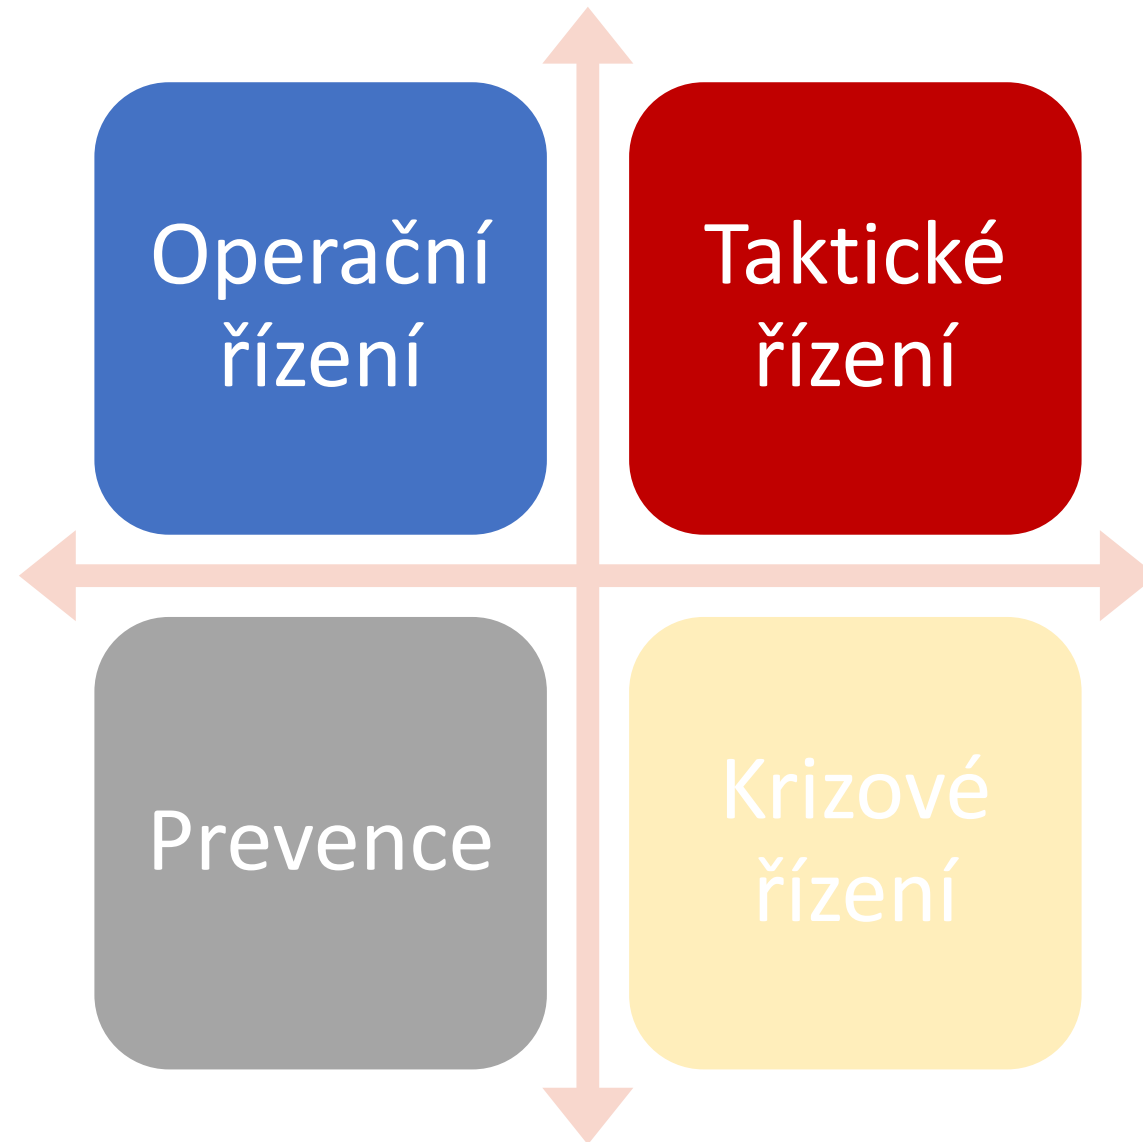 Operační
řízení
Taktické
řízení
Prevence
Krizové
řízení